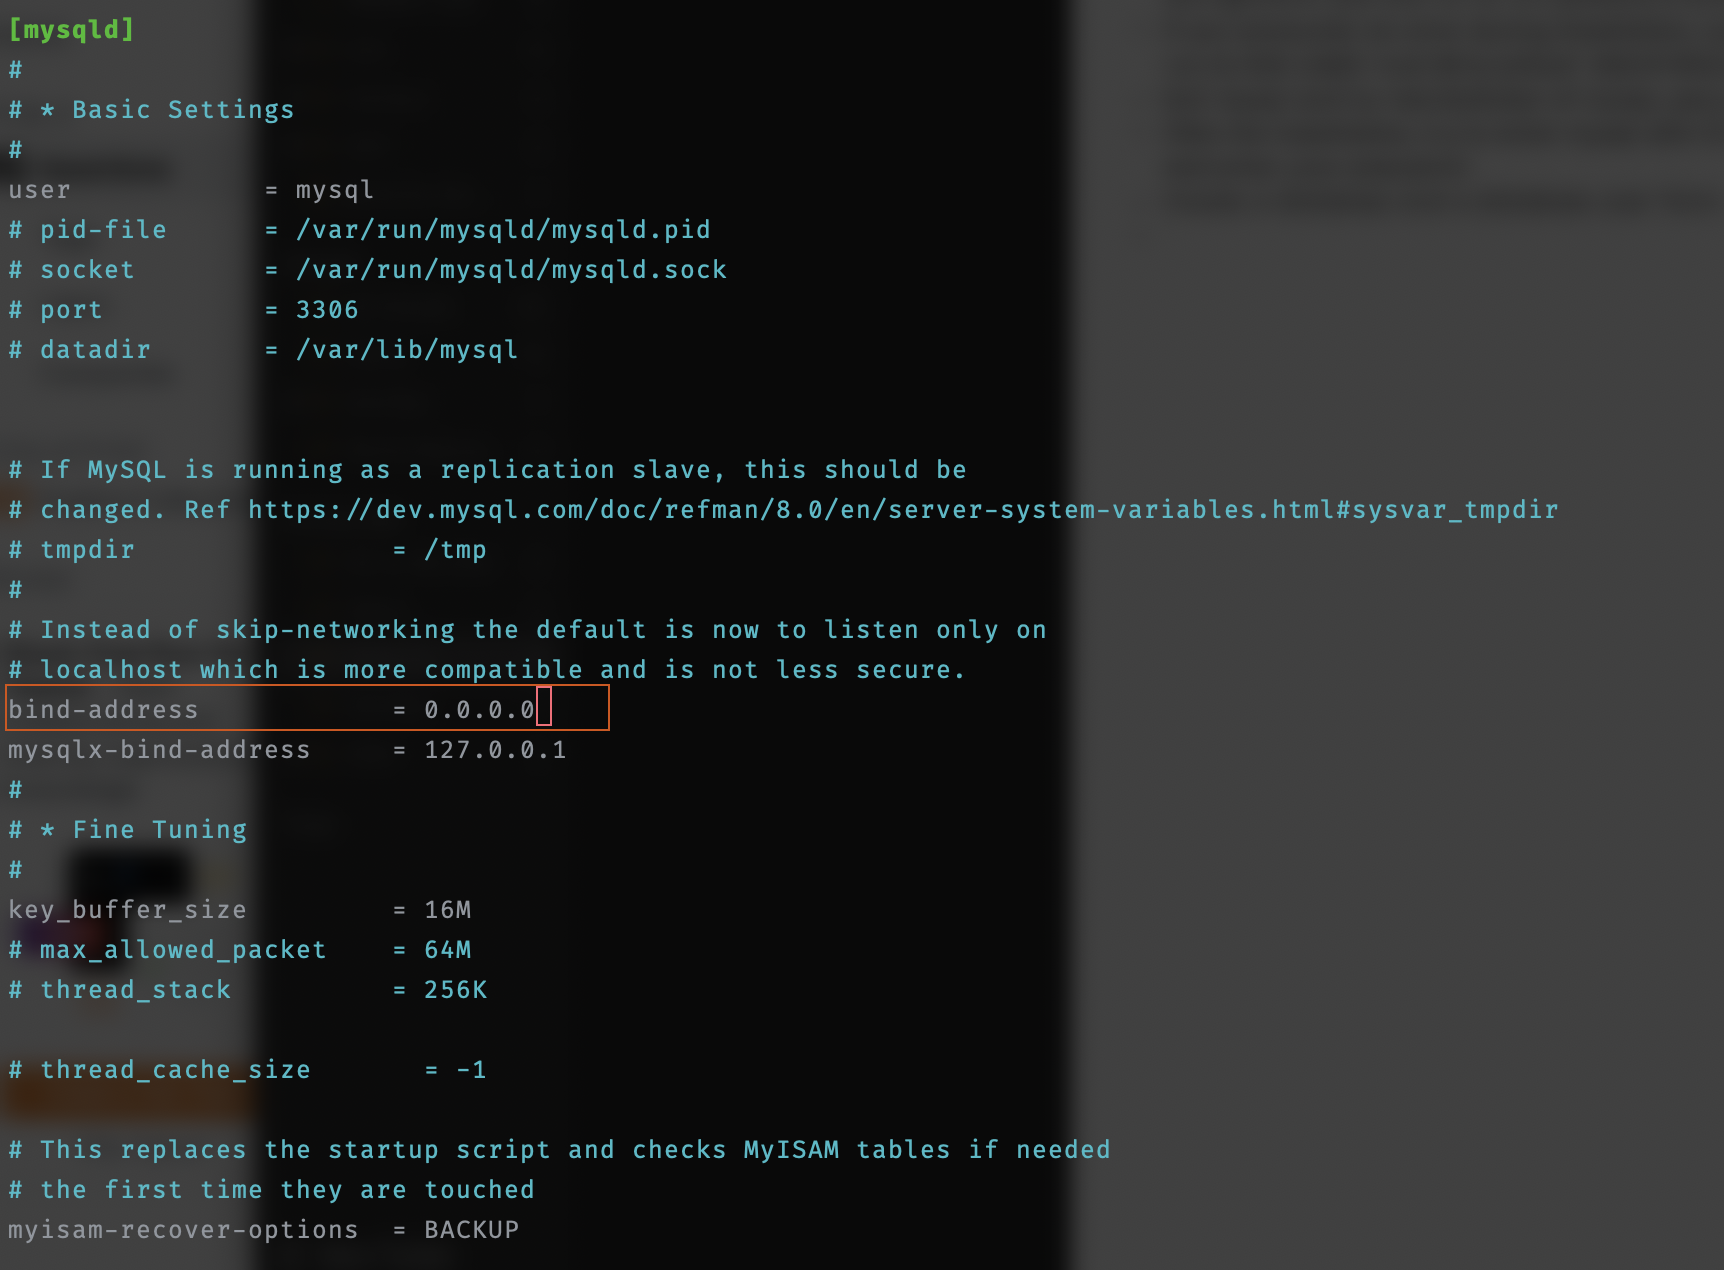 [mysqld]
#
# * Basic Settings
#
user = mysql
# pid-file = /var/run/mysqld/mysqld.pid
# socket = /var/run/mysqld/mysqld.sock
# port = 3306
# datadir = /var/lib/mysql
# If MySQL is running as a replication slave, this should be
# changed. Ref https://dev.mysql.com/doc/refman/8.0/en/server-system-variables.html#sysvar_tmpdir
# tmpdir = /tmp
#
# Instead of skip-networking the default is now to listen only on
# localhost which is more compatible and is not less secure.
bind-address = 0.0.0.0
mysqlx-bind-address = 127.0.0.1
#
# * Fine Tuning
#
key_buffer_size = 16M
# max_allowed_packet = 64M
# thread_stack = 256K
# thread_cache_size = -1
# This replaces the startup script and checks MyISAM tables if needed
# the first time they are touched
myisam-recover-options = BACKUP